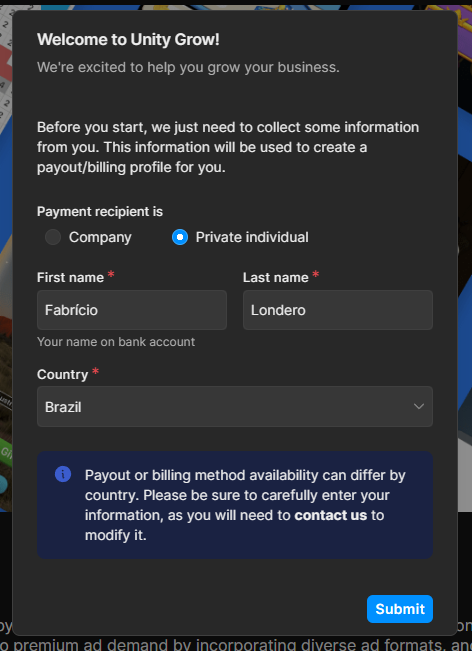 Welcome to Unity Grow!
We're excited to help you grow your business.
Before you start, we just need to collect some information
from you. This information will be used to create a
payout/billing profile for you.
Payment recipient is
Company
Private individual
First name *
Last name *
Fabrício
Londero
Your name on bank account
Country *
Brazil
Payout or billing method availability can differ by
country. Please be sure to carefully enter your
information, as you will need to contact us to
modify it.
Submit
to premium ad demand by incorporating diverse ad formats, and